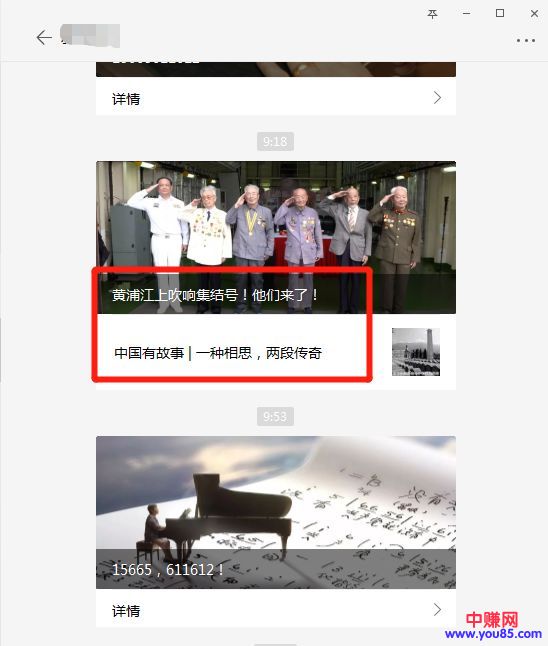 详情
9:18
黄浦江上吹响集结号！他们来了！
中国有故事 | 一种相思，两段传奇
9:53
15665，611612！
详情
中赚网
www.you85.com